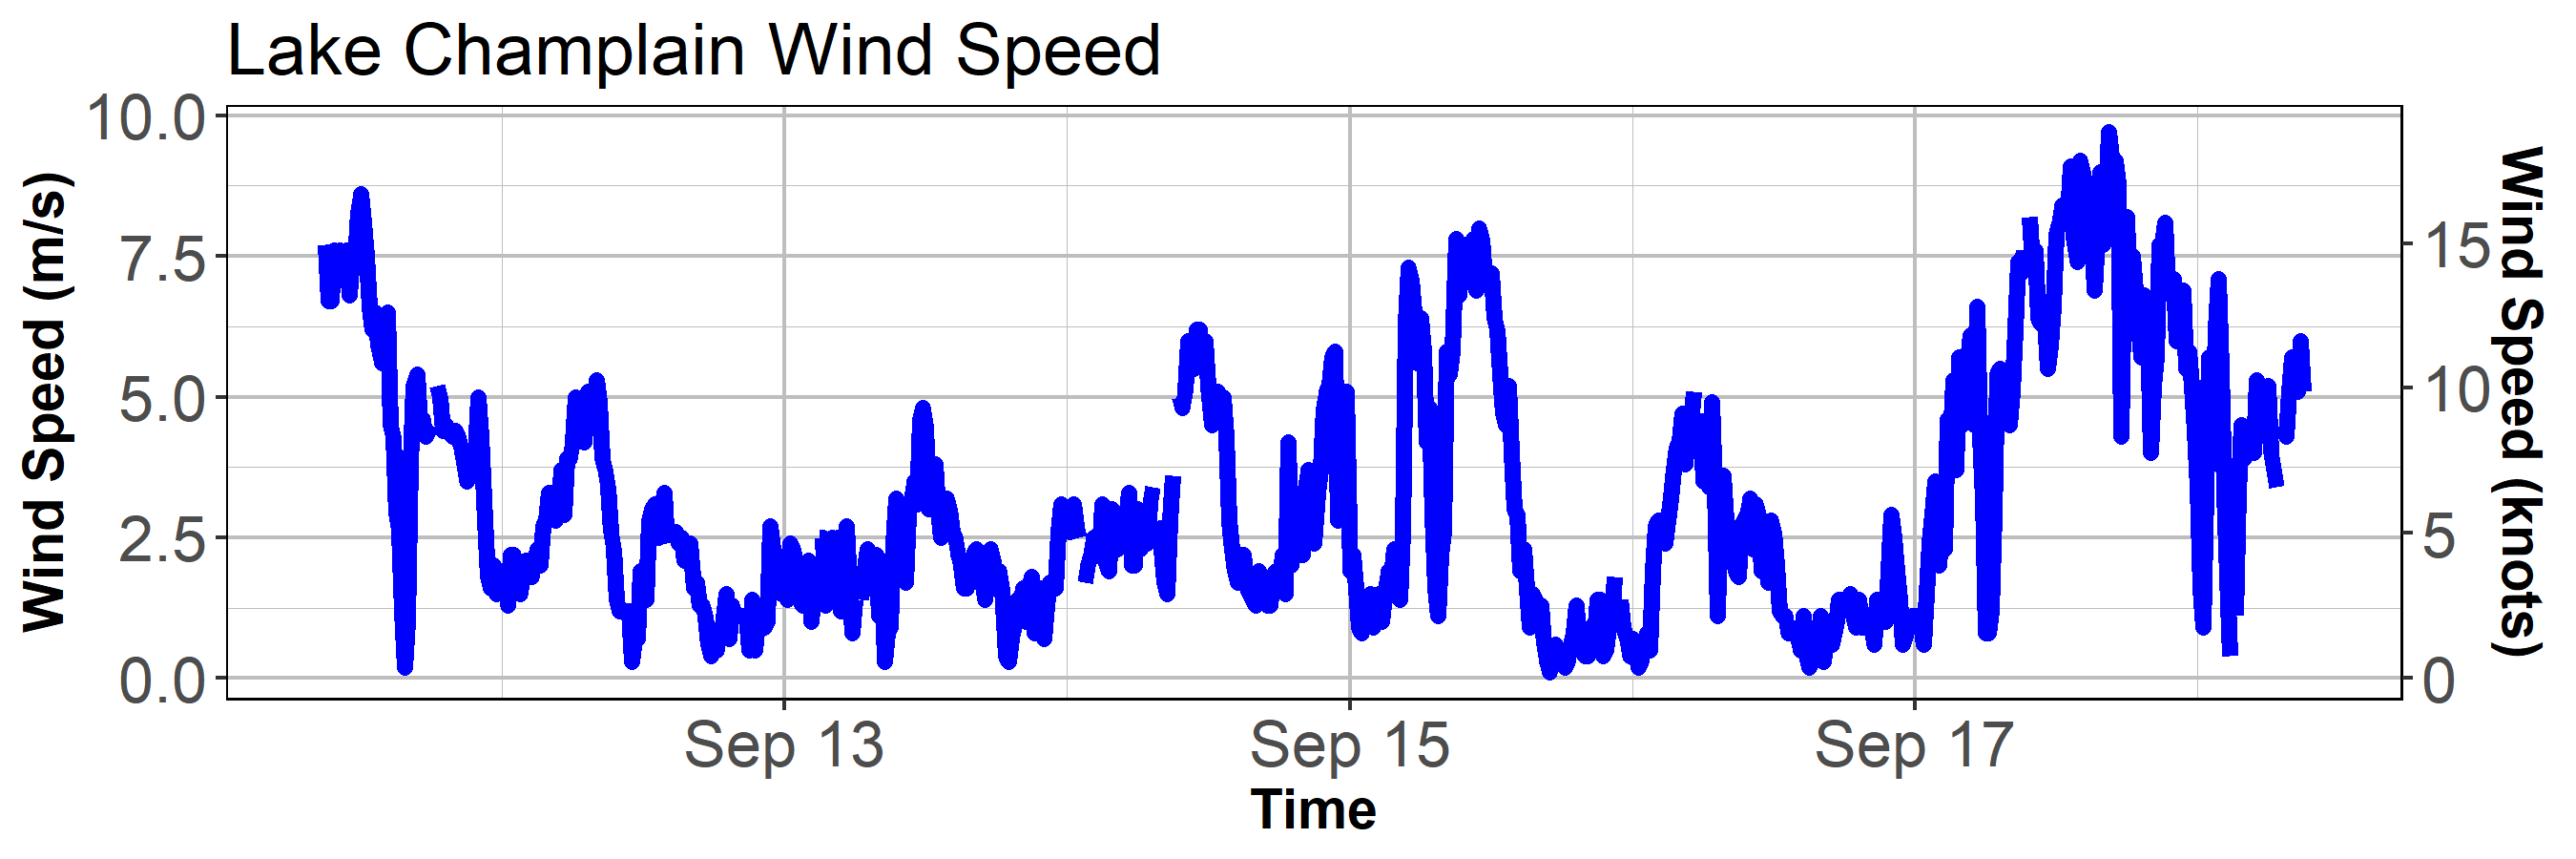 Lake Champlain Wind Speed
10.0
7.5
5.0
2.5
0.0
Wind Speed (m/s)
15
10
5
0
Wind Speed (knots)
Sep 13
Sep 15
Sep 17
Time